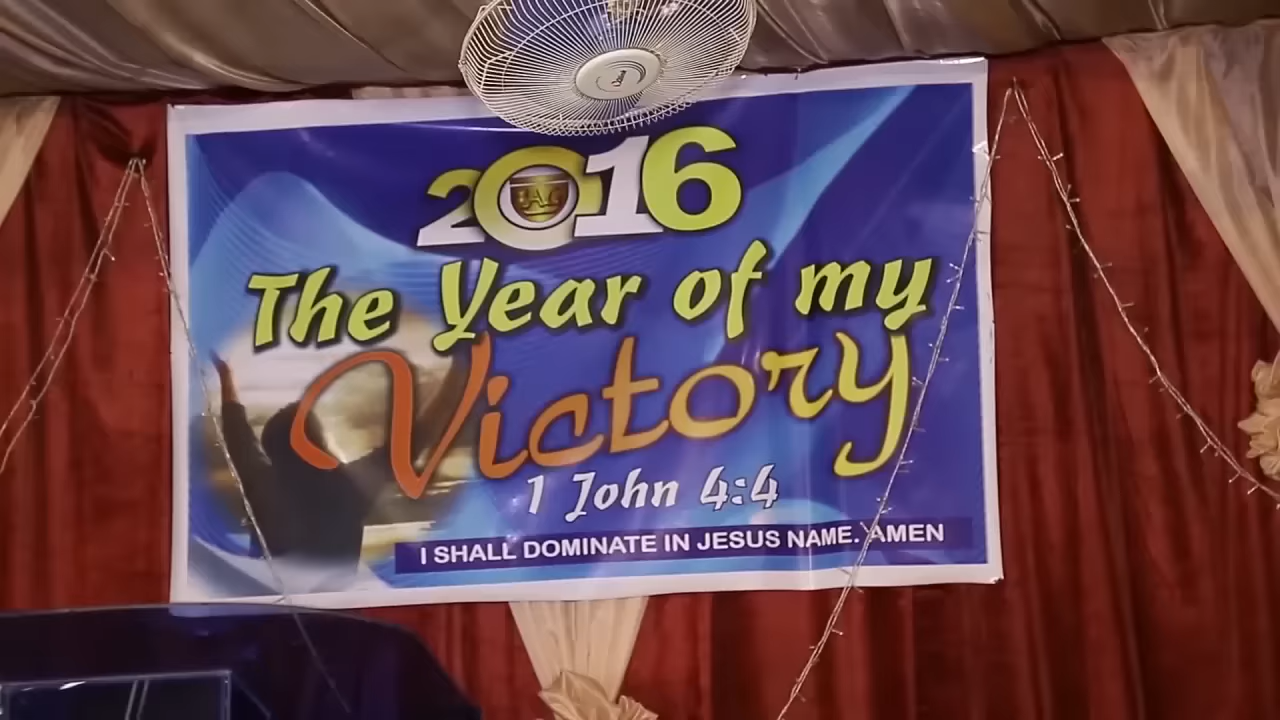 2016
The Year of my
Victory
1 John 4:4
I SHALL DOMINATE IN JESUS NAME. AMEN